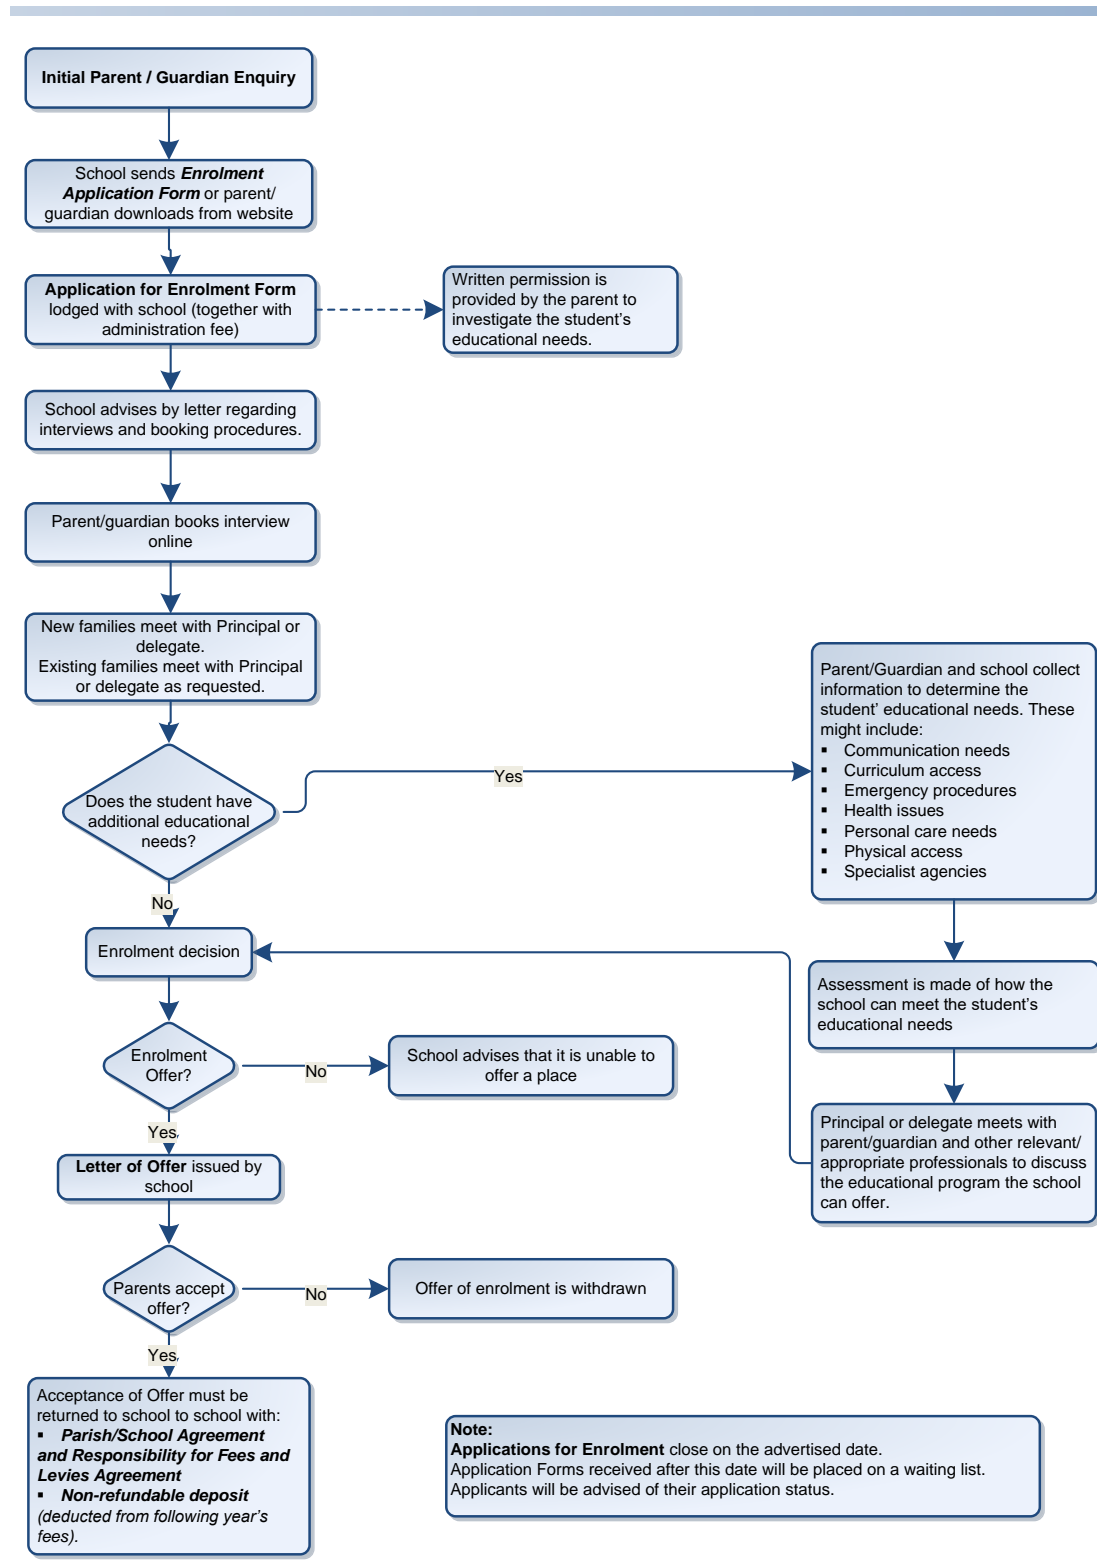 Initial Parent / Guardian Enquiry
School sends Enrolment
Application Form or parent/
guardian downloads from website
Application for Enrolment Form
lodged with school (together with
administration fee)
Written permission is
provided by the parent to
investigate the student's
educational needs.
School advises by letter regarding
interviews and booking procedures.
Parent/guardian books interview
online
New families meet with Principal or
delegate.
Existing families meet with Principal
or delegate as requested.
Does the student have
additional educational
needs?
Yes
Parent/Guardian and school collect
information to determine the
student' educational needs. These
might include:
▪ Communication needs
▪ Curriculum access
▪ Emergency procedures
▪ Health issues
▪ Personal care needs
▪ Physical access
▪ Specialist agencies
No
Enrolment decision
Assessment is made of how the
school can meet the student's
educational needs
Enrolment
Offer?
No
School advises that it is unable to
offer a place
Principal or delegate meets with
parent/guardian and other relevant/
appropriate professionals to discuss
the educational program the school
can offer.
Yes
Letter of Offer issued by
school
Parents accept
offer?
No
Offer of enrolment is withdrawn
Yes
Acceptance of Offer must be
returned to school to school with:
▪ Parish/School Agreement
and Responsibility for Fees and
Levies Agreement
▪ Non-refundable deposit
(deducted from following year's
fees).
Note:
Applications for Enrolment close on the advertised date.
Application Forms received after this date will be placed on a waiting list.
Applicants will be advised of their application status.